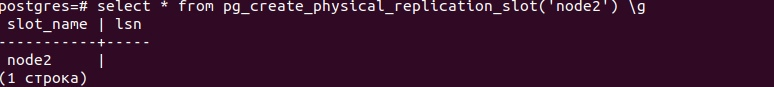 postgres=# select * from pg_create_physical_replication_slot('node2') \g
 slot_name | lsn
-----------+-----
 node2     |
(1 строка)